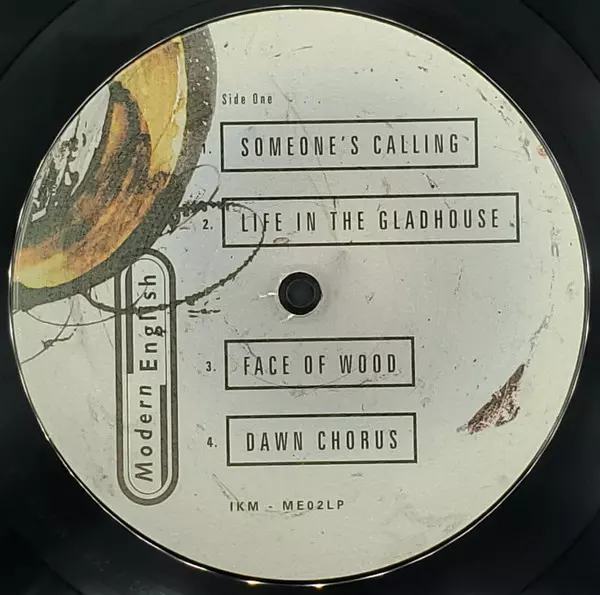 Side One
1. SOMEONE'S CALLING
2. LIFE IN THE GLADHOUSE
Modern English
3. FACE OF WOOD
4. DAWN CHORUS
IKM - ME02LP